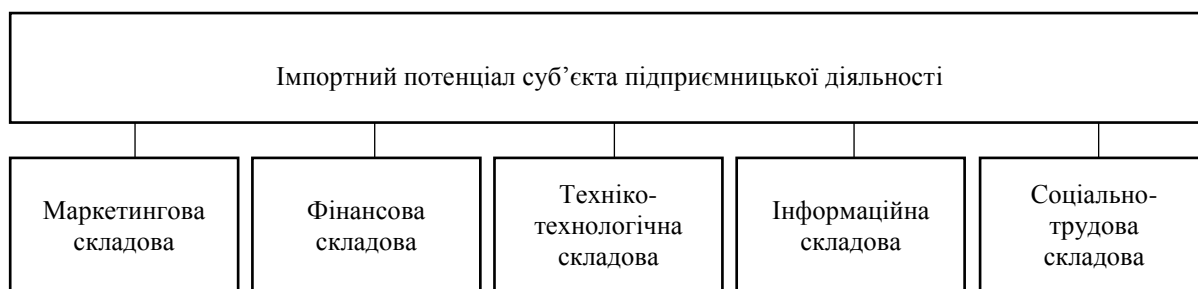 Імпортний потенціал суб’єкта підприємницької діяльності
Маркетингова
складова
Фінансова
складова
Техніко-
технологічна
складова
Інформаційна
складова
Соціально-
трудова
складова